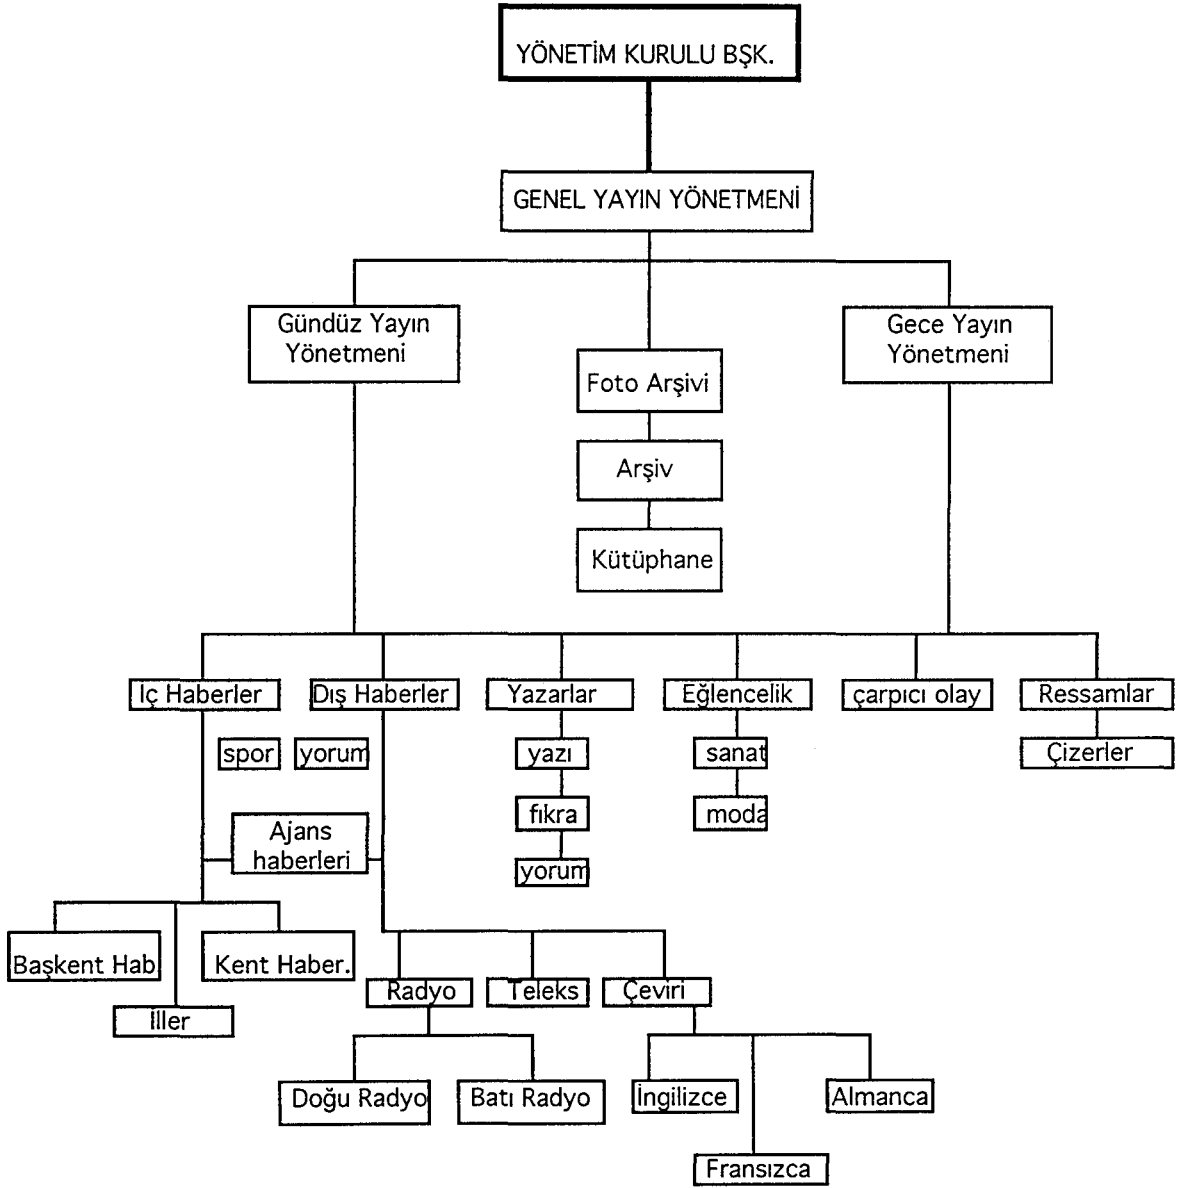 YÖNETİM KURULU BŞK.
GENEL YAYIN YÖNETMENİ
Gündüz Yayın
Yönetmeni
Gece Yayın
Yönetmeni
Foto Arşivi
Arşiv
Kütüphane
İç Haberler
Dış Haberler
Yazarlar
Eğlencelik
çarpıcı olay
Ressamlar
spor
yorum
yazı
sanat
Çizerler
fıkra
moda
Ajans
haberleri
yorum
Başkent Hab
Kent Haber.
İller
Radyo
Teleks
Çeviri
Doğu Radyo
Batı Radyo
İngilizce
Almanca
Fransızca